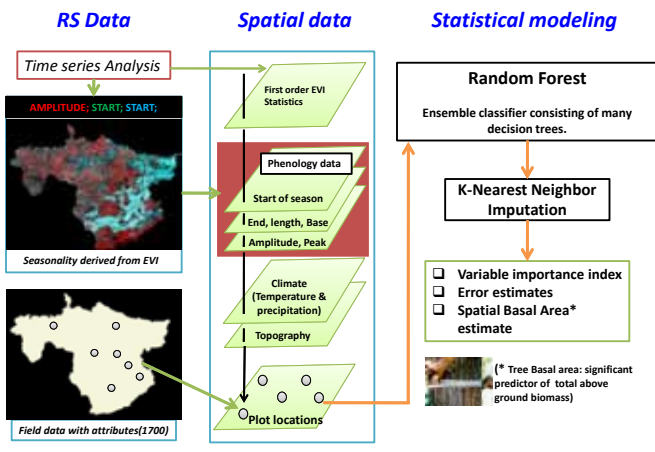 RS Data
Spatial data
Statistical modeling
Time series Analysis
AMPLITUDE; START; START;
Seasonality derived from EVI
Field data with attributes(1700)
First order EVI
Statistics
Phenology data
Start of season
End, length, Base
Amplitude, Peak
Climate
(Temperature &
precipitation)
Topography
Plot locations
Random Forest
Ensemble classifier consisting of many
decision trees.
K-Nearest Neighbor
Imputation
Variable importance index
Error estimates
Spatial Basal Area*
estimate
(* Tree Basal area: significant
predictor of total above
ground biomass)